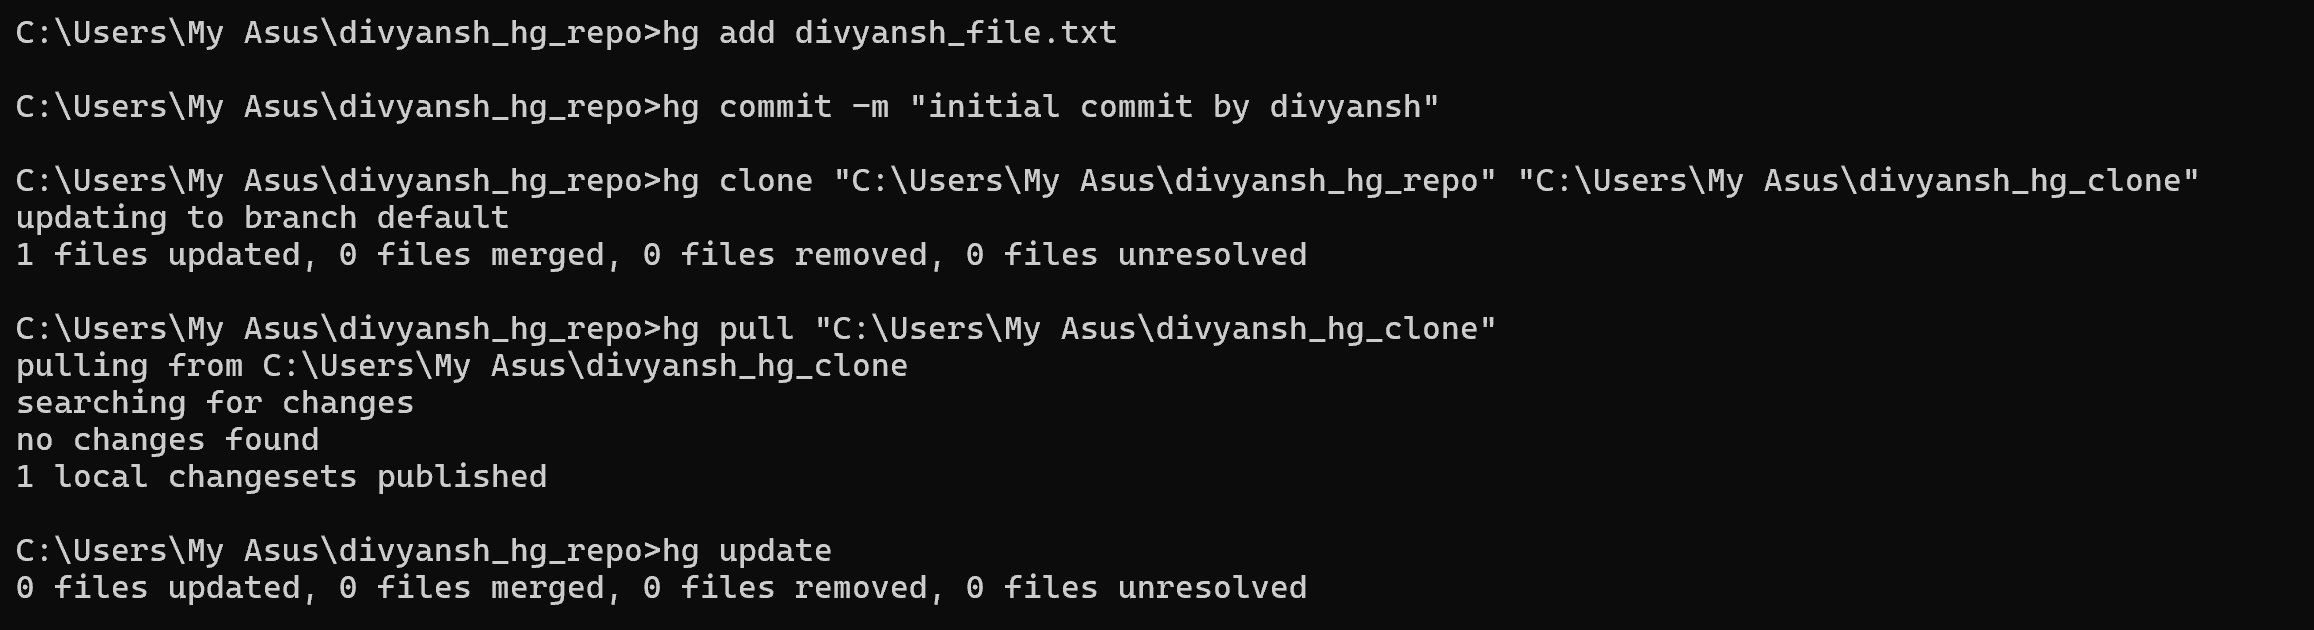 C:\Users\My Asus\divyansh_hg_repo>hg add divyansh_file.txt
C:\Users\My Asus\divyansh_hg_repo>hg commit -m "initial commit by divyansh"
C:\Users\My Asus\divyansh_hg_repo>hg clone "C:\Users\My Asus\divyansh_hg_repo" "C:\Users\My Asus\divyansh_hg_clone"
updating to branch default
1 files updated, 0 files merged, 0 files removed, 0 files unresolved
C:\Users\My Asus\divyansh_hg_repo>hg pull "C:\Users\My Asus\divyansh_hg_clone"
pulling from C:\Users\My Asus\divyansh_hg_clone
searching for changes
no changes found
1 local changesets published
C:\Users\My Asus\divyansh_hg_repo>hg update
0 files updated, 0 files merged, 0 files removed, 0 files unresolved